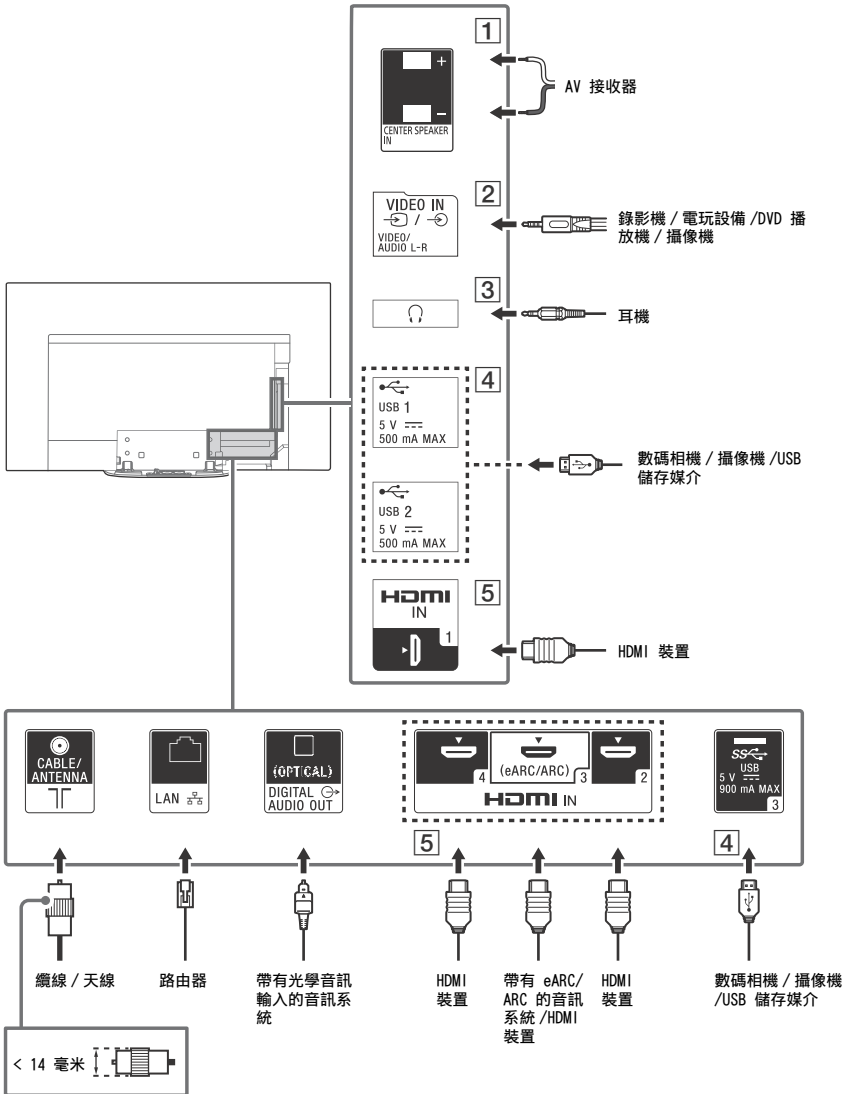 1
+
−
CENTER SPEAKER
IN
AV 接收器
2
VIDEO IN
/
VIDEO/
AUDIO L-R
錄影機 / 電玩設備 /DVD 播
放機 / 攝像機
3
耳機
4
USB 1
5 V
500 mA MAX
USB 2
5 V
500 mA MAX
數碼相機 / 攝像機 /USB
儲存媒介
5
HDMI
IN
1
HDMI 裝置
CABLE/
ANTENNA
LAN
(OPTICAL)
DIGITAL
AUDIO OUT
4
(eARC/ARC)
3
2
HDMI IN
SS
USB
5 V
900 mA MAX
3
5
4
纜線 / 天線
路由器
帶有光學音訊
輸入的音訊系
統
HDMI
裝置
帶有 eARC/
ARC 的音訊
系統 /HDMI
裝置
HDMI
裝置
數碼相機 / 攝像機
/USB 儲存媒介
< 14 毫米